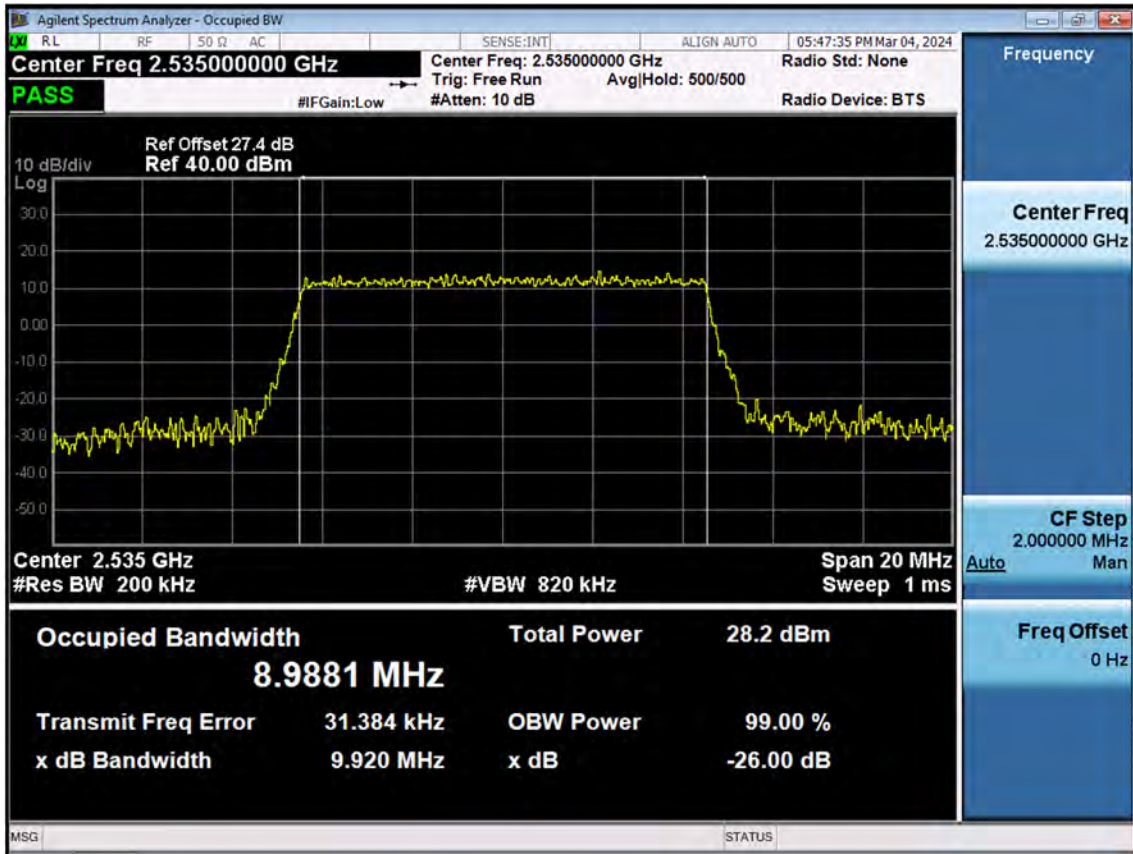 Agilent Spectrum Analyzer - Occupied BW
LXI RL RF 50 Ω AC SENSE:INT ALIGN AUTO 05:47:35 PM Mar 04, 2024
Center Freq 2.535000000 GHz
Center Freq: 2.535000000 GHz
Radio Std: None
Trig: Free Run Avg|Hold: 500/500
PASS
#IFGain:Low
#Atten: 10 dB
Radio Device: BTS
Ref Offset 27.4 dB
10 dB/div Ref 40.00 dBm
Log
30.0
20.0
10.0
0.00
-10.0
-20.0
-30.0
-40.0
-50.0
Center 2.535 GHz Span 20 MHz
#Res BW 200 kHz #VBW 820 kHz Sweep 1 ms
Occupied Bandwidth Total Power 28.2 dBm
8.9881 MHz
Transmit Freq Error 31.384 kHz OBW Power 99.00 %
x dB Bandwidth 9.920 MHz x dB -26.00 dB
MSG STATUS
Frequency
Center Freq
2.535000000 GHz
CF Step
2.000000 MHz
Auto Man
Freq Offset
0 Hz